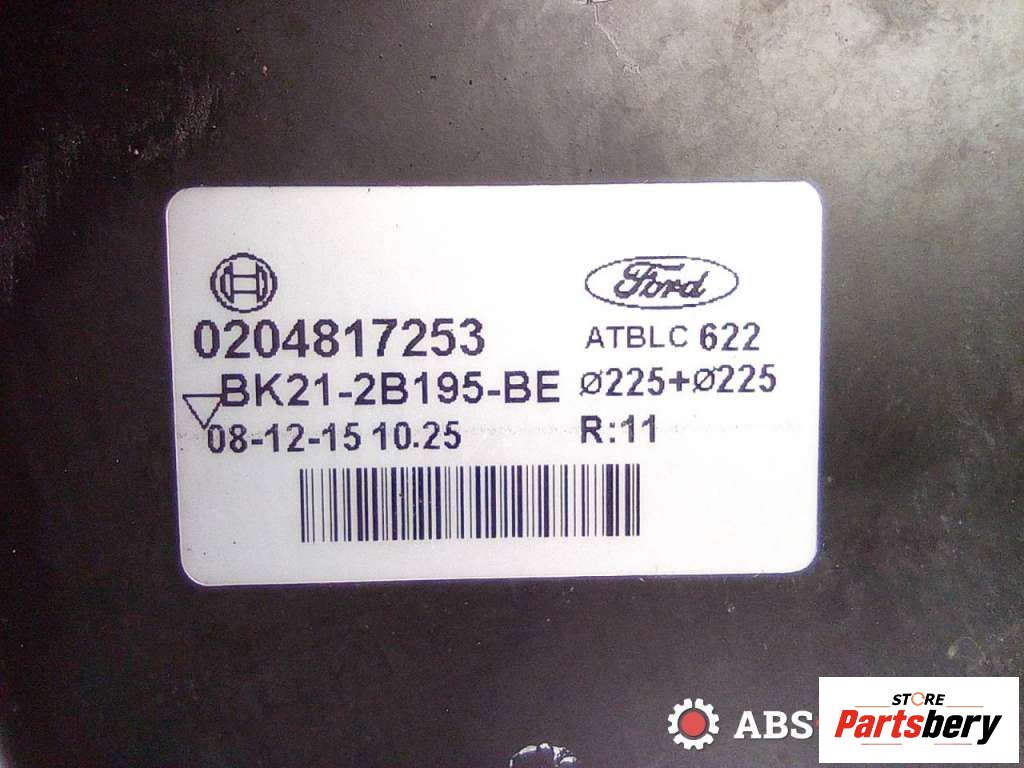 Ford
0204817253 ATBLC 622
BK21-2B195-BE Ø225+Ø225
08-12-15 10.25 R:11
ABS-
STORE
Partsbery